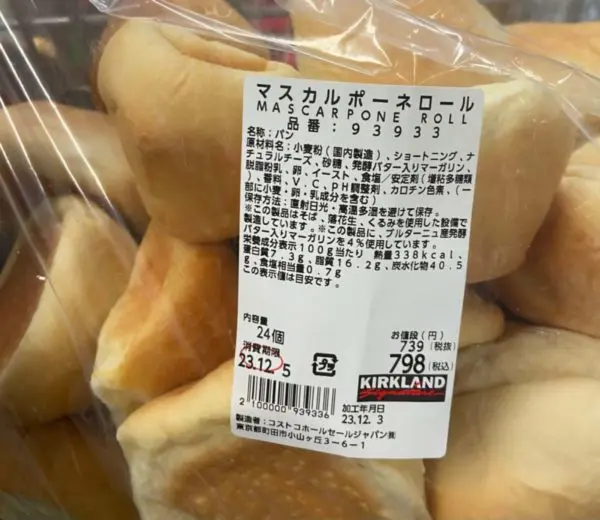 マスカルポーネロール
MASCARPONE ROLL
品番:93933
名称:パン
原材料名:小麦粉(国内製造)、ショートニング、ナ
チュラルチーズ、砂糖、発酵バター入りマーガリン、
脱脂粉乳、卵、イースト、食塩/安定剤(増粘多糖類
)、香料、V.C、pH調整剤、カロチン色素、(一
部に小麦・卵・乳成分を含む)
保存方法:直射日光・高温多湿を避けて保存。
※この製品はそば、落花生、くるみを使用した設備で
製造しています。※この製品に、ブルターニュ産発酵
バター入りマーガリンを4%使用しています。
栄養成分表示100g当たり 熱量338kcal、
蛋白質7.3g、脂質16.2g、炭水化物40.5
g、食塩相当量0.7g
この表示値は目安です。
内容量
24個
お値段(円)
739(税抜)
消費期限
23.12.5
プラ
798(税込)
KIRKLAND
Signature
2 100000 939336
加工年月日
23.12.3
製造者:コストコホールセールジャパン㈱
東京都町田市小山ヶ丘3-6-1